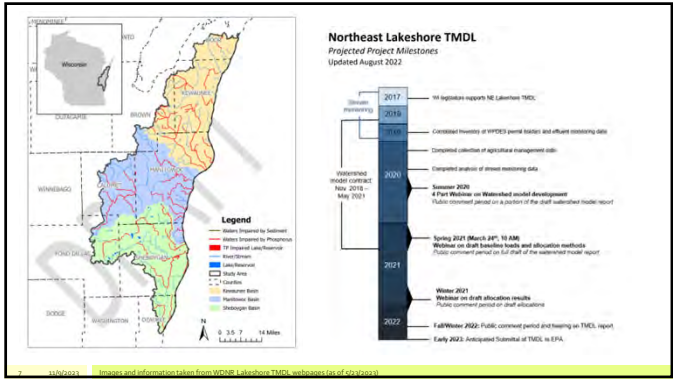 Wisconsin
KEWAUNEE
BROWN
OUTAGAMIE
WINNEBAGO
MANITOWOC
CALUMET
FOND DU LAC
SHEBOYGAN
DODGE
WASHINGTON
OZAUKEE
DRAFT
Legend
Waters Impaired by Sediment
Waters Impaired by Phosphorus
TP Impaired Lake/Reservoir
River/Stream
Lake/Reservoir
Study Area
Counties
Kewaunee Basin
Manitowoc Basin
Sheboygan Basin
N
0 3.5 7 14 Miles
Northeast Lakeshore TMDL
Projected Project Milestones
Updated August 2022
Stream
monitoring
Watershed
model contract
Nov. 2018 –
May 2021
2017
WI legislature supports NE Lakeshore TMDL
2018
2019
Completed inventory of WPDES permit holders and effluent monitoring data
Completed collection of agricultural management data
2020
Completed analysis of stream monitoring data
Summer 2020
4 Part Webinar on Watershed model development
Public comment period on a portion of the draft watershed model report
Spring 2021 (March 24th, 10 AM)
Webinar on draft baseline loads and allocation methods
Public comment period on full draft of the watershed model report
2021
Winter 2021
Webinar on draft allocation results
Public comment period on draft allocations
2022
Fall/Winter 2022: Public comment period and hearing on TMDL report
Early 2023: Anticipated Submittal of TMDL to EPA
7 11/9/2023 Images and information taken from WDNR Lakeshore TMDL webpages (as of 5/23/2023)